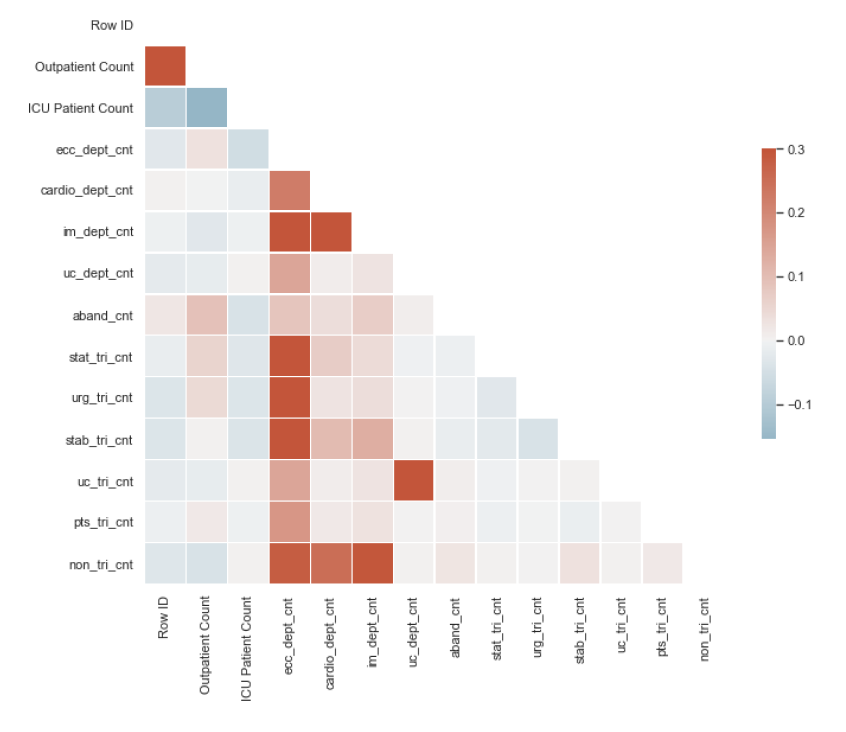 Row ID
Outpatient Count
ICU Patient Count
ecc_dept_cnt
cardio_dept_cnt
im_dept_cnt
uc_dept_cnt
aband_cnt
stat_tri_cnt
urg_tri_cnt
stab_tri_cnt
uc_tri_cnt
pts_tri_cnt
non_tri_cnt
Row ID
Outpatient Count
ICU Patient Count
ecc_dept_cnt
cardio_dept_cnt
im_dept_cnt
uc_dept_cnt
aband_cnt
stat_tri_cnt
urg_tri_cnt
stab_tri_cnt
uc_tri_cnt
pts_tri_cnt
non_tri_cnt
0.3
0.2
0.1
0.0
−0.1